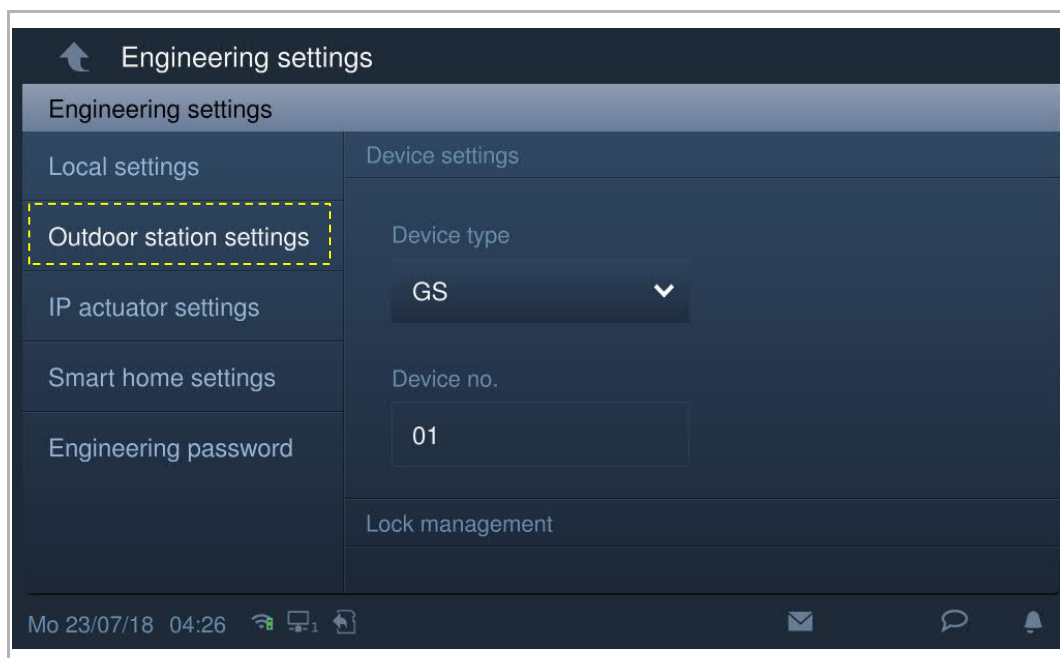 Engineering settings
Engineering settings
Local settings
Outdoor station settings
IP actuator settings
Smart home settings
Engineering password
Device settings
Device type
GS
Device no.
01
Lock management
Mo 23/07/18 04:26 1